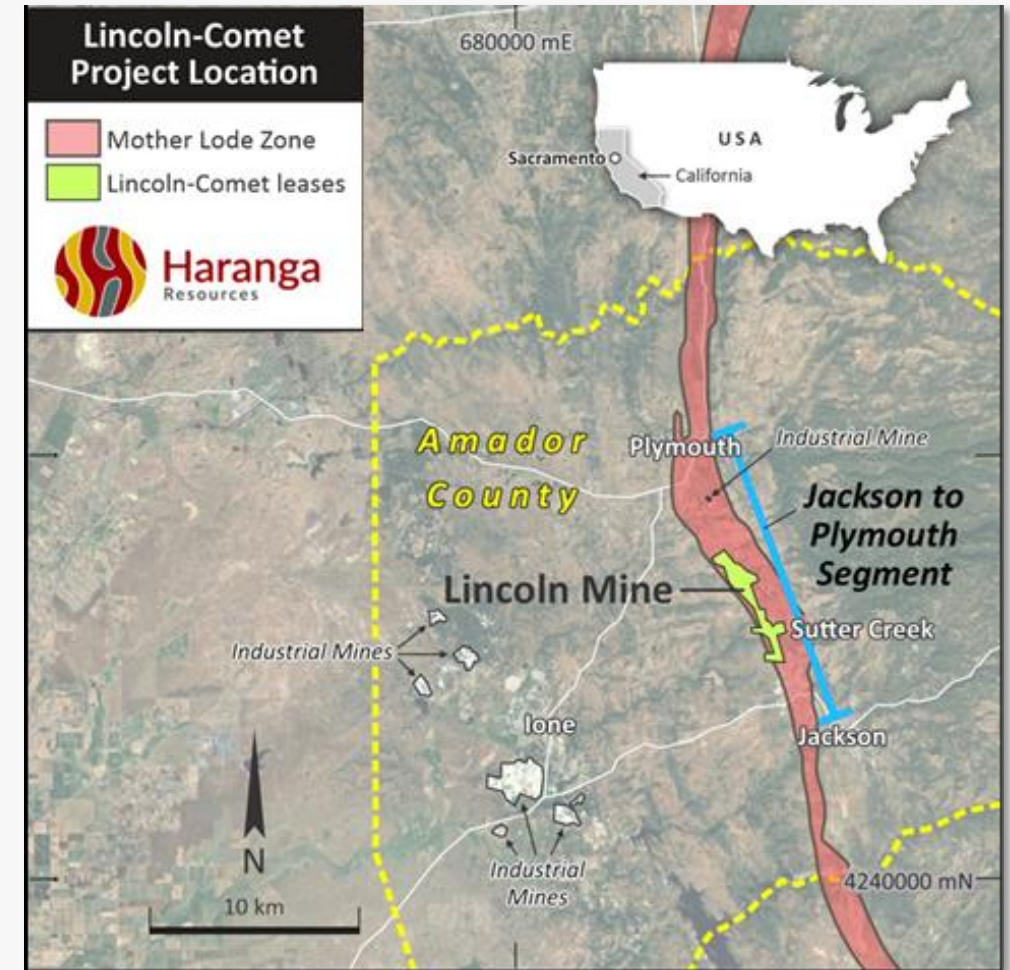 Lincoln-Comet
Project Location
Mother Lode Zone
Lincoln-Comet leases
Haranga
Resources
680000 mE
USA
Sacramento
California
Plymouth
Industrial Mine
Amador
County
Jackson to
Plymouth
Segment
Lincoln Mine
Sutter Creek
Industrial Mines
Ione
Jackson
N
Industrial
Mines
4240000 mN
10 km